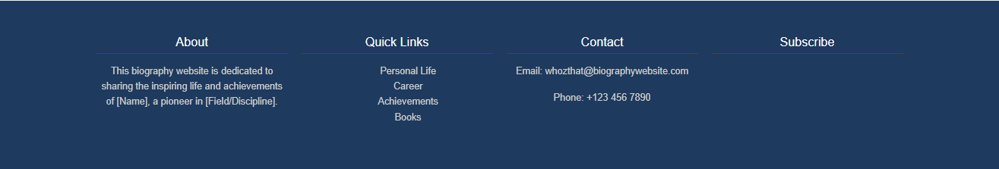 About
This biography website is dedicated to
sharing the inspiring life and achievements
of [Name], a pioneer in [Field/Discipline].
Quick Links
Personal Life
Career
Achievements
Books
Contact
Email: whozthat@biographywebsite.com
Phone: +123 456 7890
Subscribe